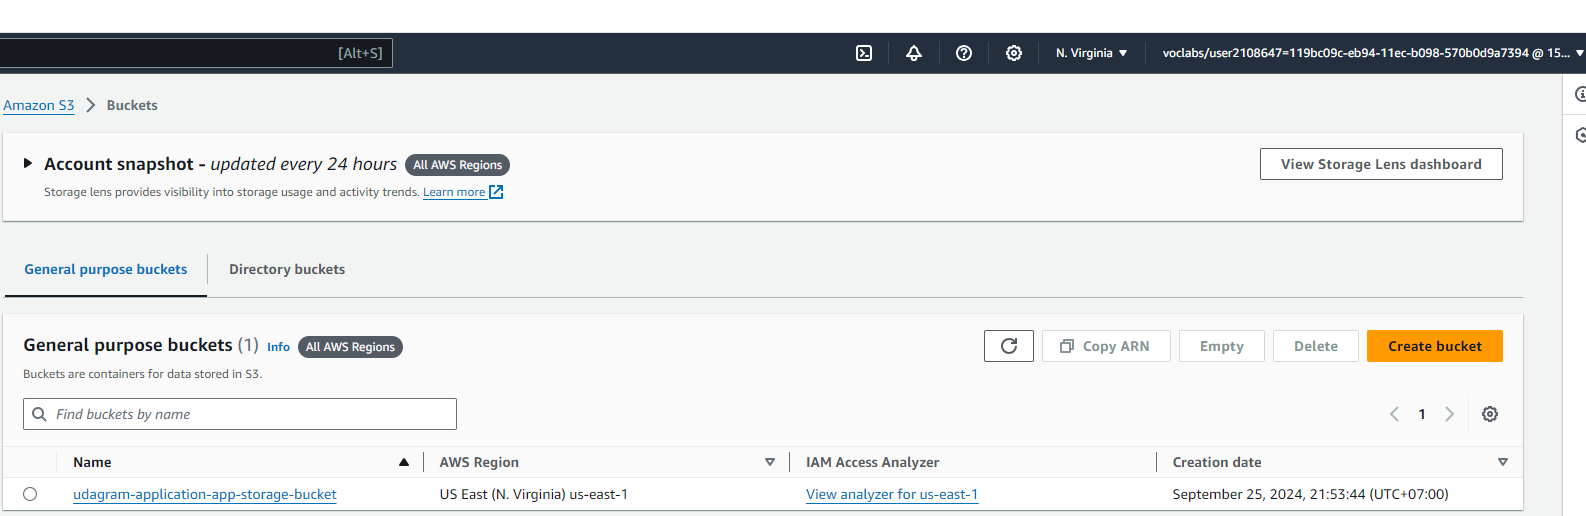 [Alt+S] N. Virginia voclabs/user2108647=119bc09c-eb94-11ec-b098-570b0d9a7394 @ 15...
Amazon S3 Buckets
Account snapshot - updated every 24 hours All AWS Regions View Storage Lens dashboard
Storage lens provides visibility into storage usage and activity trends. Learn more
General purpose buckets Directory buckets
General purpose buckets (1) Info All AWS Regions Copy ARN Empty Delete Create bucket
Buckets are containers for data stored in S3.
Find buckets by name 1
Name AWS Region IAM Access Analyzer Creation date
udagram-application-app-storage-bucket US East (N. Virginia) us-east-1 View analyzer for us-east-1 September 25, 2024, 21:53:44 (UTC+07:00)